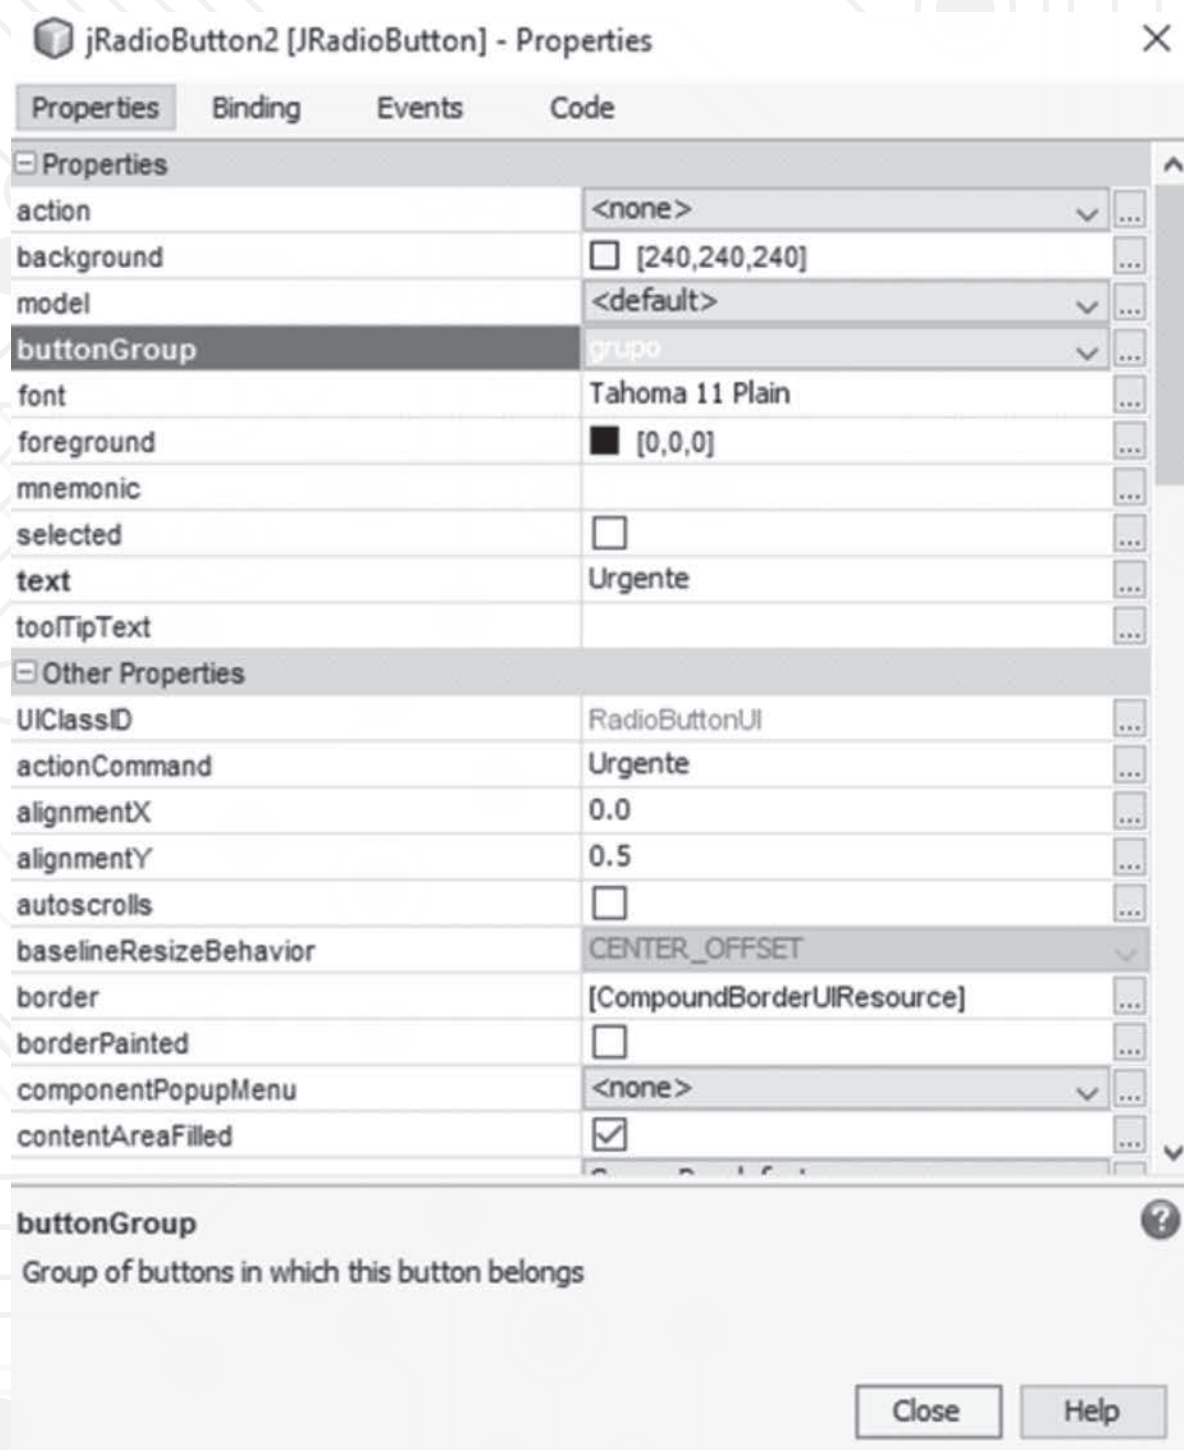 jRadioButton2 [JRadioButton] - Properties
Properties Binding Events Code
Properties
action <none> ...
background [240,240,240] ...
model <default> ...
buttonGroup grupo ...
font Tahoma 11 Plain ...
foreground [0,0,0] ...
mnemonic ...
selected ...
text Urgente ...
toolTipText ...
Other Properties
UIClassID RadioButtonUI ...
actionCommand Urgente ...
alignmentX 0.0 ...
alignmentY 0.5 ...
autoscrolls ...
baselineResizeBehavior CENTER_OFFSET
border [CompoundBorderUIResource] ...
borderPainted ...
componentPopupMenu <none> ...
contentAreaFilled ...
buttonGroup
Group of buttons in which this button belongs
Close Help